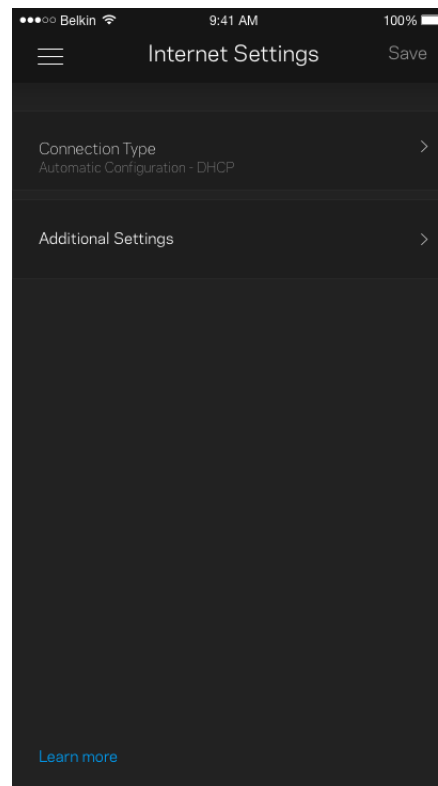 Belkin 9:41 AM 100%
Internet Settings Save
Connection Type
Automatic Configuration - DHCP
Additional Settings
Learn more